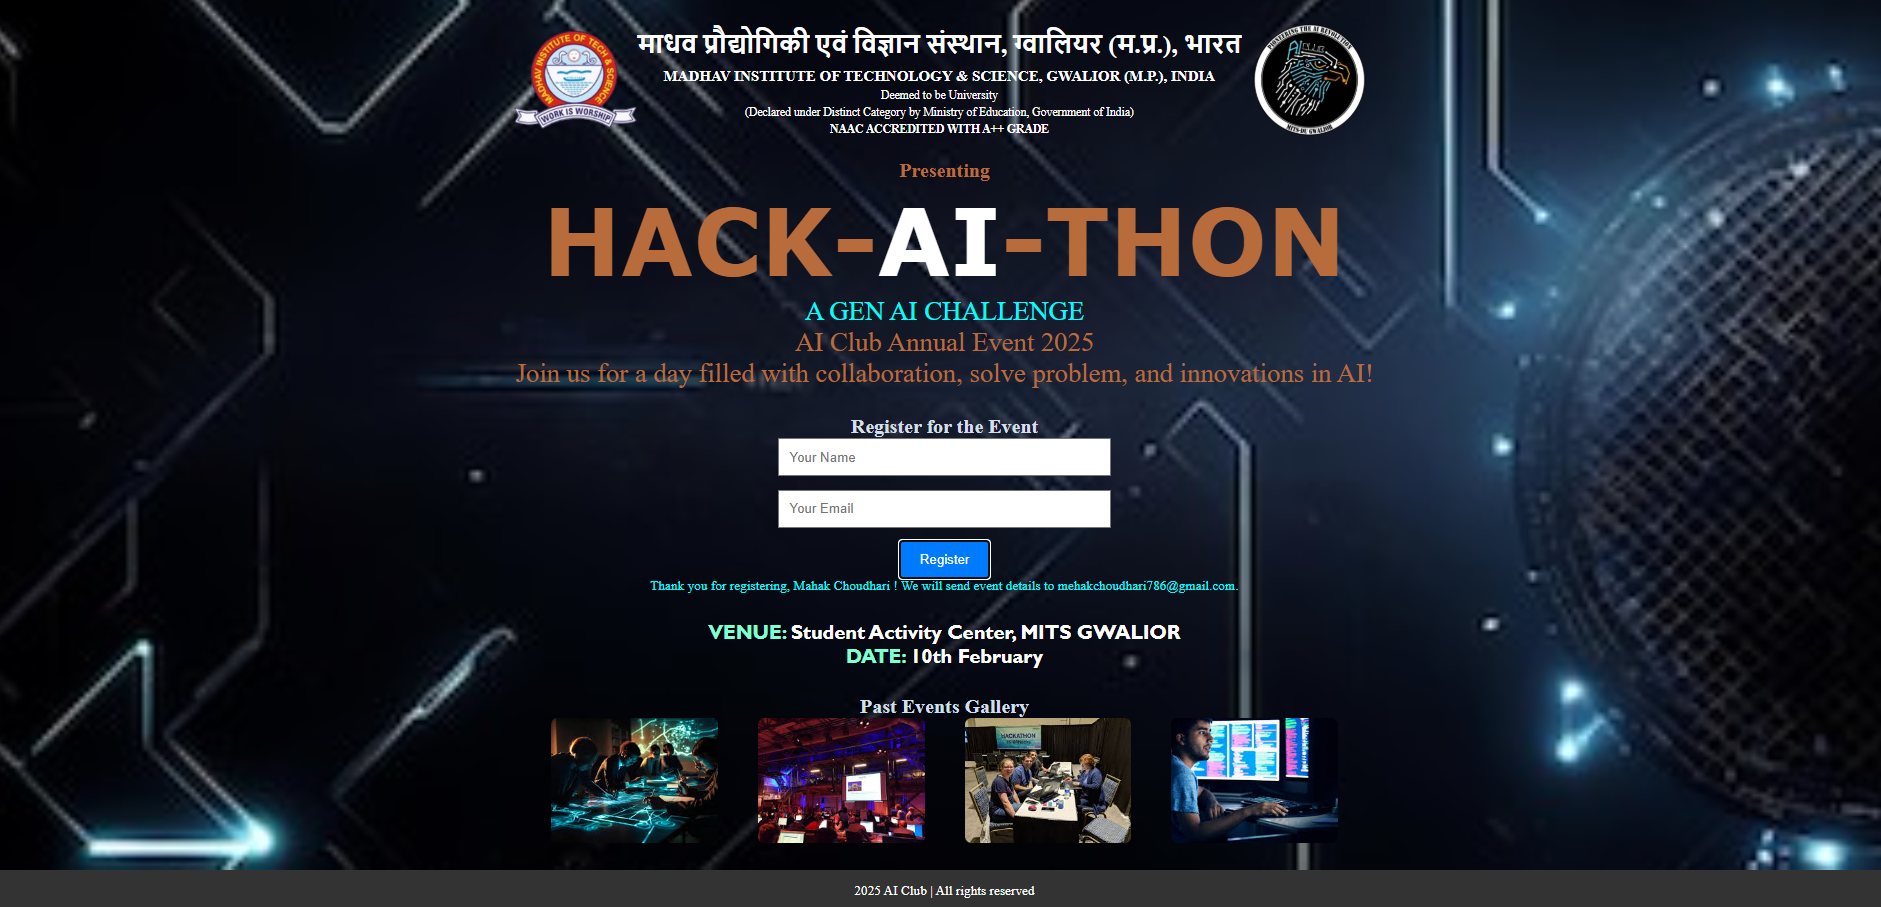 माधव प्रौद्योगिकी एवं विज्ञान संस्थान, ग्वालियर (म.प्र.), भारत
MADHAV INSTITUTE OF TECHNOLOGY & SCIENCE, GWALIOR (M.P.), INDIA
Deemed to be University
(Declared under Distinct Category by Ministry of Education, Government of India)
NAAC ACCREDITED WITH A++ GRADE
MADHAV INSTITUTE OF TECH & SCIENCE
WORK IS WORSHIP
PIONEERING THE AI REVOLUTION
AI CLUB
MITS-DU GWALIOR
Presenting
HACK-AI-THON
A GEN AI CHALLENGE
AI Club Annual Event 2025
Join us for a day filled with collaboration, solve problem, and innovations in AI!
Register for the Event
Your Name
Your Email
Register
Thank you for registering, Mahak Choudhari ! We will send event details to mehakchoudhari786@gmail.com.
VENUE: Student Activity Center, MITS GWALIOR
DATE: 10th February
Past Events Gallery
HACKATHON
2025 AI Club | All rights reserved